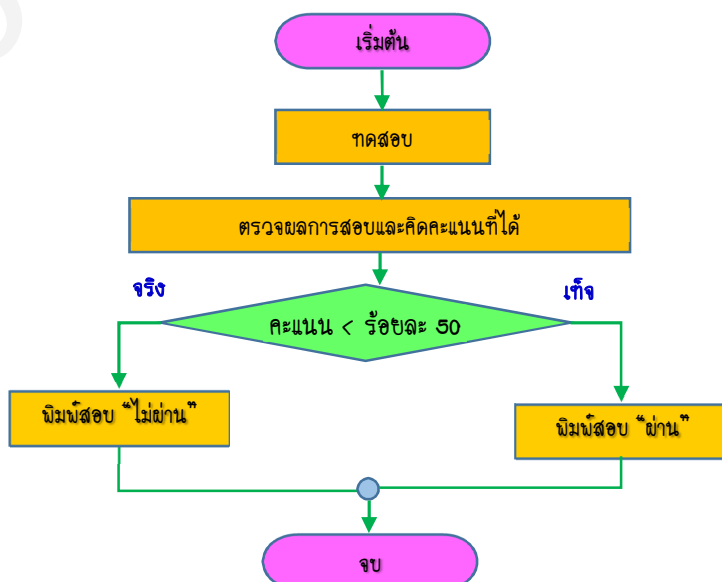 เริ่มต้น
ทดสอบ
ตรวจผลการสอบและคิดคะแนนที่ได้
จริง
เท็จ
คะแนน < ร้อยละ 50
พิมพ์สอบ “ไม่ผ่าน”
พิมพ์สอบ “ผ่าน”
จบ